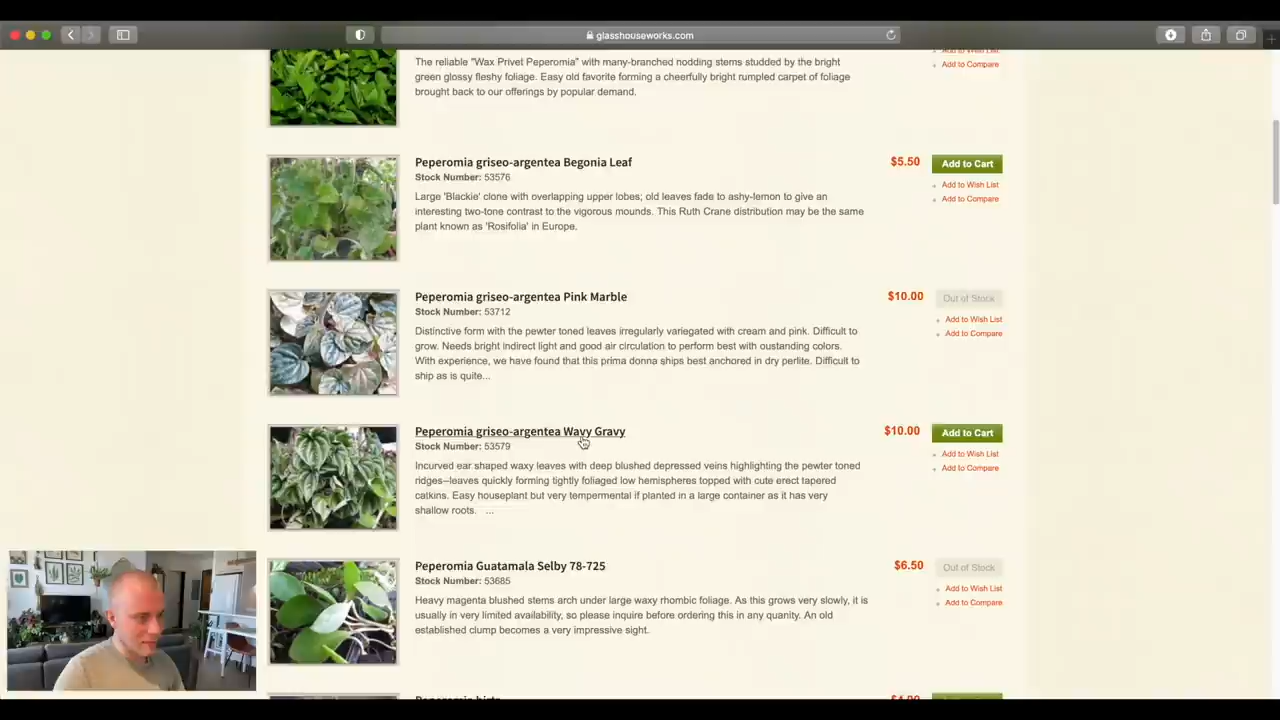 glasshouseworks.com
The reliable "Wax Privet Peperomia" with many-branched nodding stems studded by the bright
green glossy fleshy foliage. Easy old favorite forming a cheerfully bright rumpled carpet of foliage
brought back to our offerings by popular demand.
Add to Wish List
Add to Compare
Peperomia griseo-argentea Begonia Leaf
Stock Number: 53576
Large 'Blackie' clone with overlapping upper lobes; old leaves fade to ashy-lemon to give an
interesting two-tone contrast to the vigorous mounds. This Ruth Crane distribution may be the same
plant known as 'Rosifolia' in Europe.
$5.50
Add to Cart
Add to Wish List
Add to Compare
Peperomia griseo-argentea Pink Marble
Stock Number: 53712
Distinctive form with the pewter toned leaves irregularly variegated with cream and pink. Difficult to
grow. Needs bright indirect light and good air circulation to perform best with oustanding colors.
With experience, we have found that this prima donna ships best anchored in dry perlite. Difficult to
ship as is quite...
$10.00
Out of Stock
Add to Wish List
Add to Compare
Peperomia griseo-argentea Wavy Gravy
Stock Number: 53579
Incurved ear shaped waxy leaves with deep blushed depressed veins highlighting the pewter toned
ridges--leaves quickly forming tightly foliaged low hemispheres topped with cute erect tapered
catkins. Easy houseplant but very tempermental if planted in a large container as it has very
shallow roots. ...
$10.00
Add to Cart
Add to Wish List
Add to Compare
Peperomia Guatamala Selby 78-725
Stock Number: 53685
Heavy magenta blushed stems arch under large waxy rhombic foliage. As this grows very slowly, it is
usually in very limited availability, so please inquire before ordering this in any quanity. An old
established clump becomes a very impressive sight.
$6.50
Out of Stock
Add to Wish List
Add to Compare